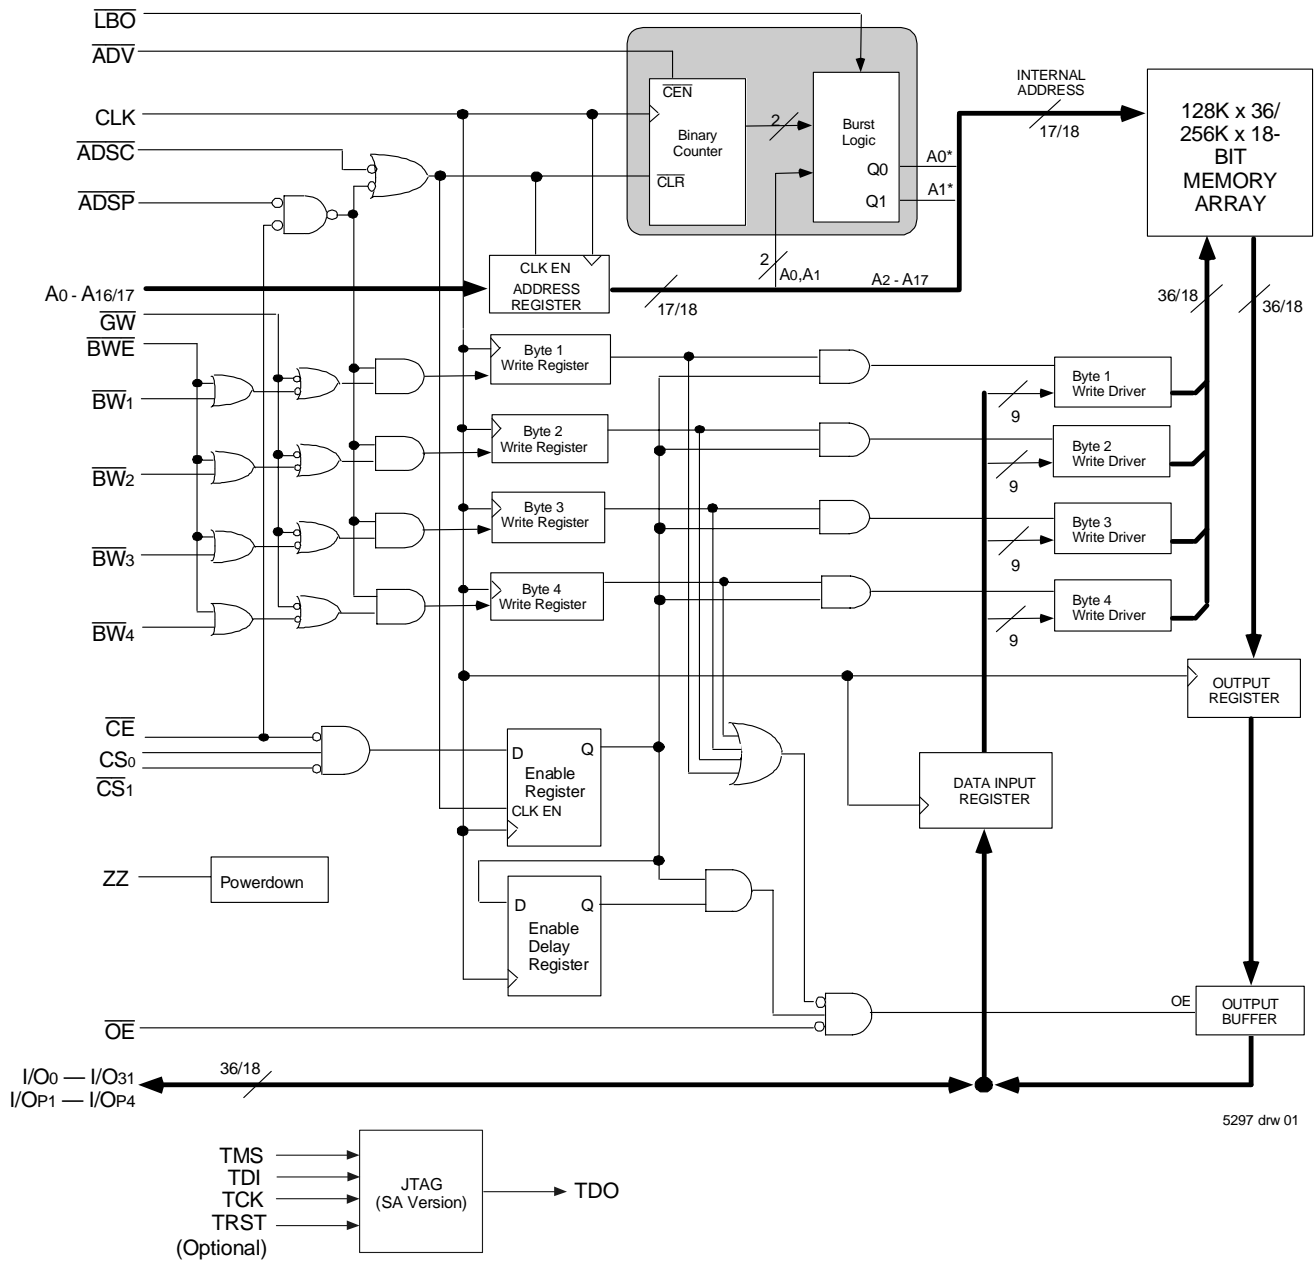 LBO
ADV
CLK
ADSC
ADSP
A0 - A16/17
GW
BWE
BW1
BW2
BW3
BW4
CE
CS0
CS1
ZZ
Powerdown
OE
I/O0 — I/O31
I/OP1 — I/OP4
36/18
CEN
Binary
Counter
CLR
2
Burst
Logic
Q0
Q1
A0*
A1*
2
A0,A1
A2 - A17
INTERNAL
ADDRESS
17/18
128K x 36/
256K x 18-
BIT
MEMORY
ARRAY
CLK EN
ADDRESS
REGISTER
17/18
36/18
36/18
Byte 1
Write Register
Byte 2
Write Register
Byte 3
Write Register
Byte 4
Write Register
9
Byte 1
Write Driver
9
Byte 2
Write Driver
9
Byte 3
Write Driver
9
Byte 4
Write Driver
OUTPUT
REGISTER
D
Q
Enable
Register
CLK EN
DATA INPUT
REGISTER
D
Q
Enable
Delay
Register
OE
OUTPUT
BUFFER
5297 drw 01
TMS
TDI
TCK
TRST
(Optional)
JTAG
(SA Version)
TDO